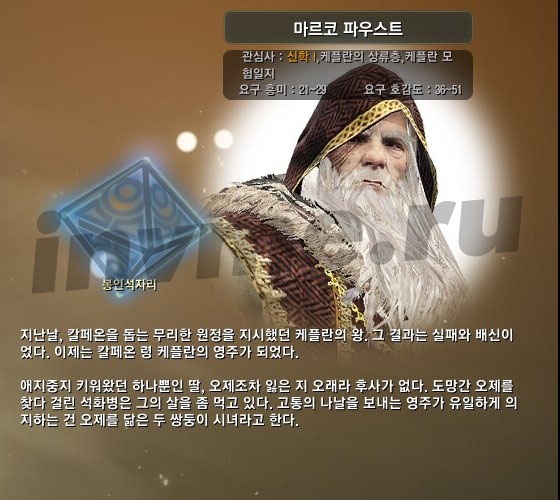 마르코 파우스트
관심사 : 신학 I,케플란의 상류층,케플란 모
험일지
요구 흥미 : 21~29 요구 호감도 : 36~51
invme.ru
봉인석자리
지난날, 칼페온을 돕는 무리한 원정을 지시했던 케플란의 왕. 그 결과는 실패와 배신이
었다. 이제는 칼페온 령 케플란의 영주가 되었다.
애지중지 키워왔던 하나뿐인 딸, 오제조차 잃은 지 오래라 후사가 없다. 도망간 오제를
찾다 걸린 석화병은 그의 살을 좀 먹고 있다. 고통의 나날을 보내는 영주가 유일하게 의
지하는 건 오제를 닮은 두 쌍둥이 시녀라고 한다.